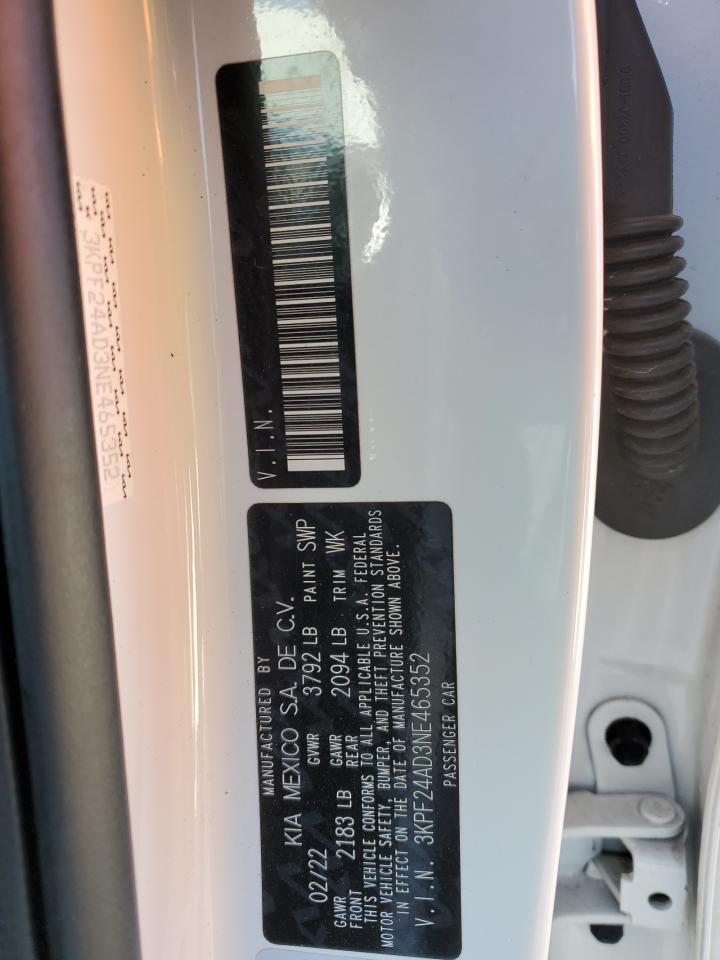 3KPF24AD3NE465352
V.I.N.
MANUFACTURED BY
KIA MEXICO S.A. DE C.V.
02/22 GVWR 3792 LB PAINT SWP
GAWR FRONT 2183 LB GAWR REAR 2094 LB TRIM WK
THIS VEHICLE CONFORMS TO ALL APPLICABLE U.S.A. FEDERAL
MOTOR VEHICLE SAFETY, BUMPER, AND THEFT PREVENTION STANDARDS
IN EFFECT ON THE DATE OF MANUFACTURE SHOWN ABOVE.
V.I.N. 3KPF24AD3NE465352
PASSENGER CAR